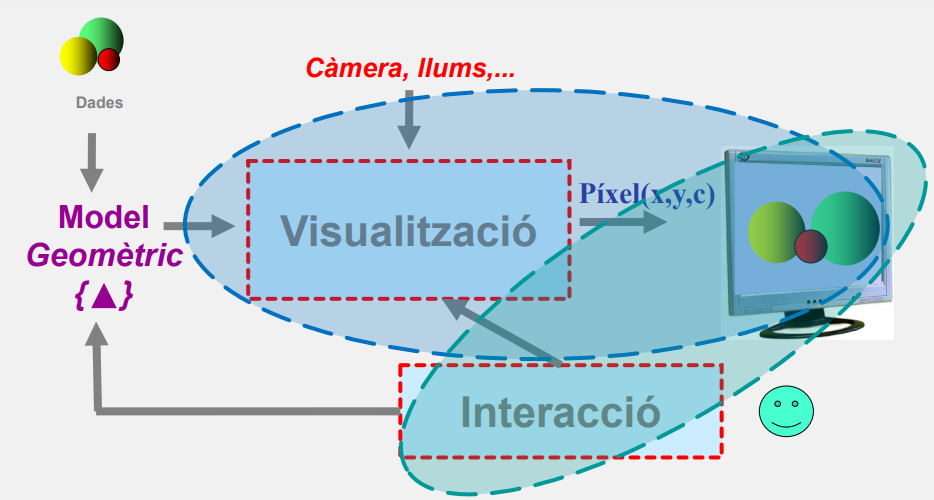 Càmera, llums,...
Dades
Píxel(x,y,c)
Model
Geomètric
{▲}
Visualització
Interacció